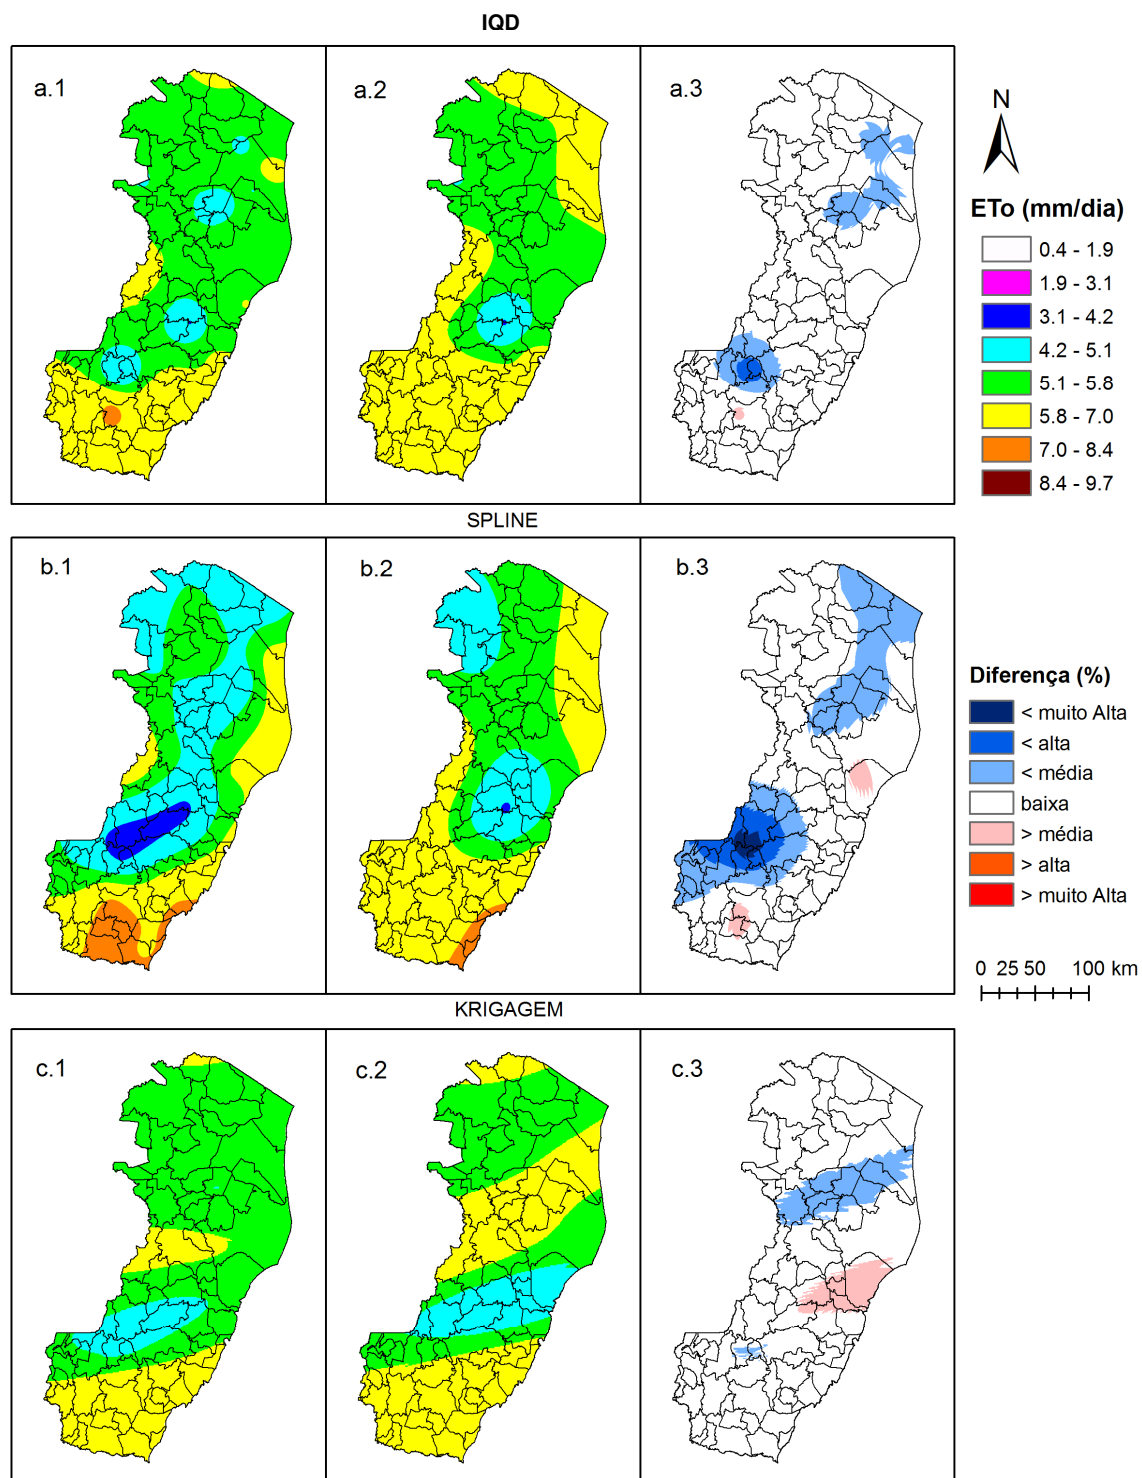 IQD
a.1
a.2
a.3
N
ETo (mm/dia)
0.4 - 1.9
1.9 - 3.1
3.1 - 4.2
4.2 - 5.1
5.1 - 5.8
5.8 - 7.0
7.0 - 8.4
8.4 - 9.7
SPLINE
b.1
b.2
b.3
Diferença (%)
< muito Alta
< alta
< média
baixa
> média
> alta
> muito Alta
0 25 50 100 km
KRIGAGEM
c.1
c.2
c.3